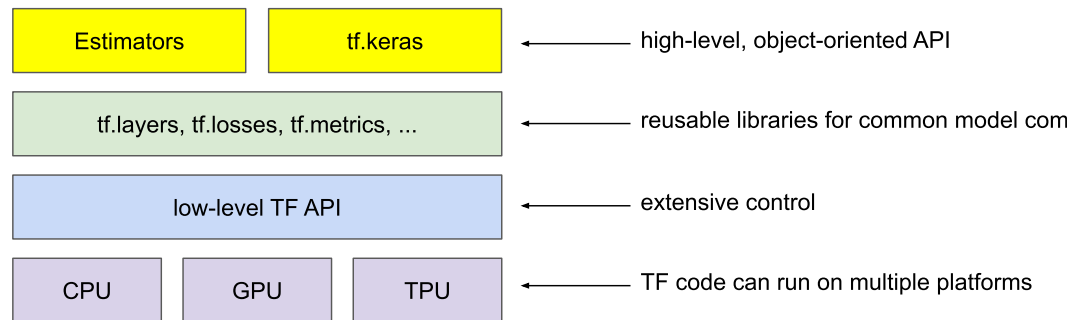 Estimators
tf.keras
high-level, object-oriented API
tf.layers, tf.losses, tf.metrics, ...
reusable libraries for common model com
low-level TF API
extensive control
CPU
GPU
TPU
TF code can run on multiple platforms